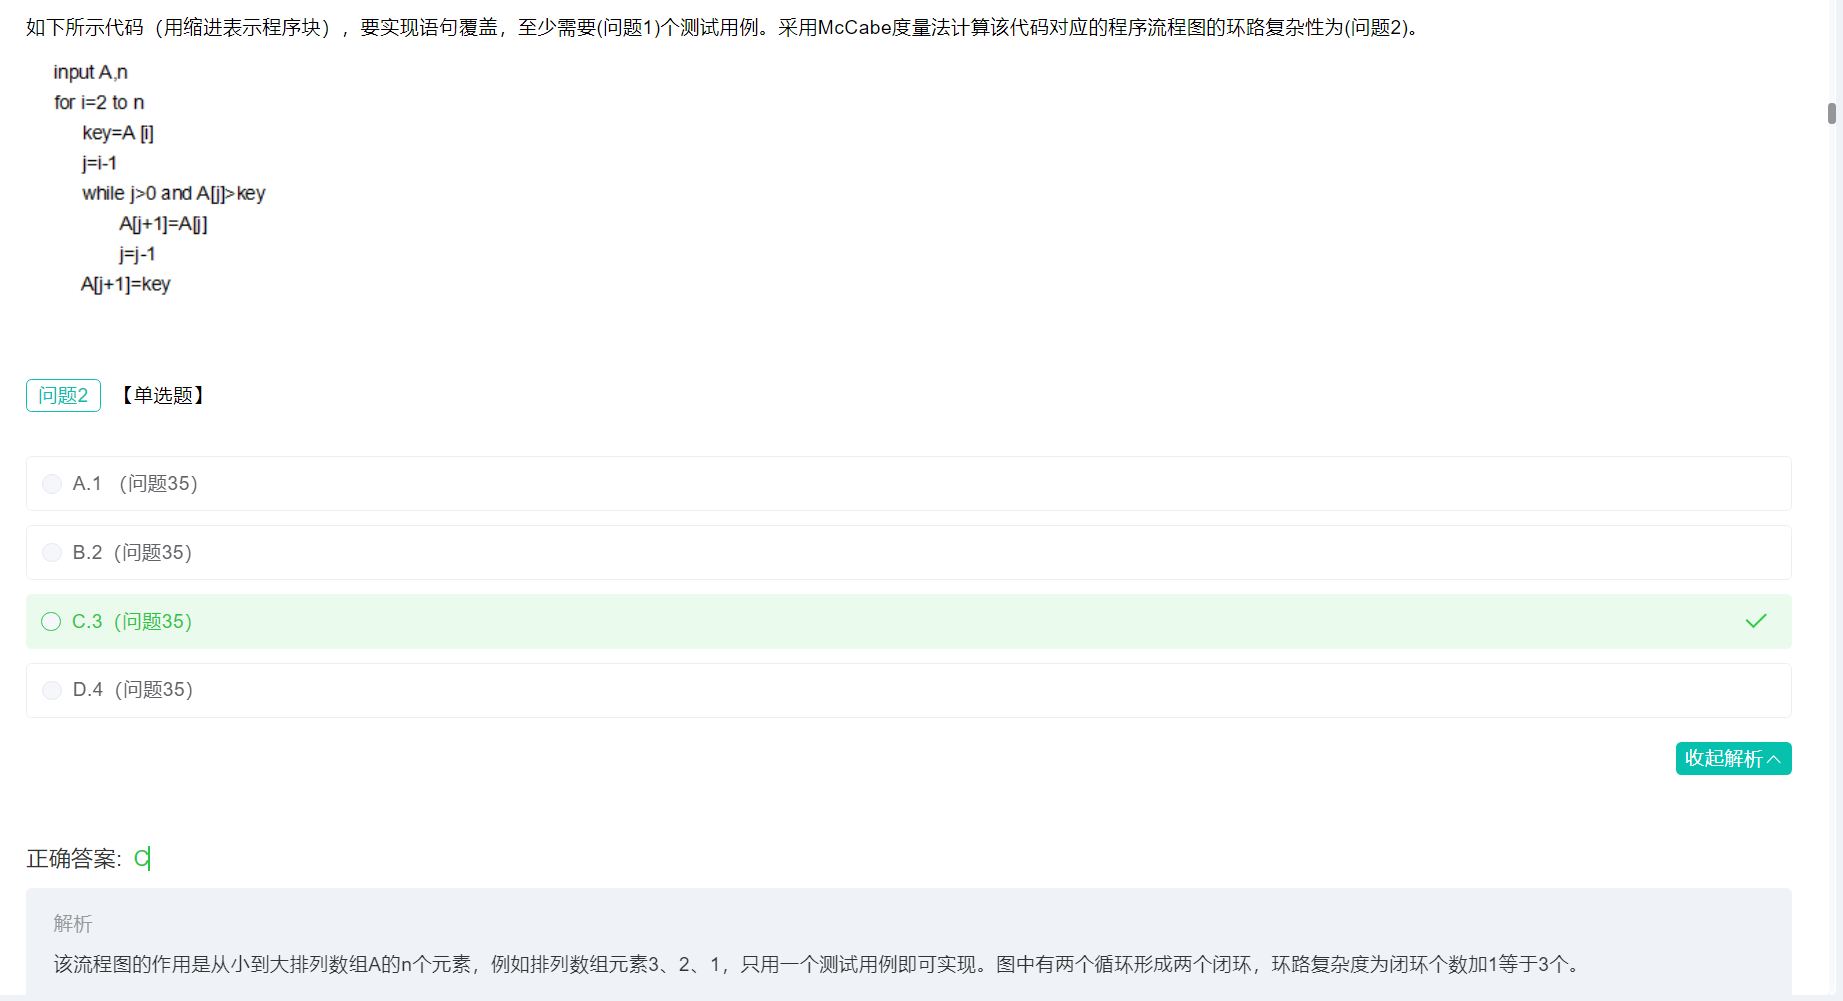 如下所示代码（用缩进表示程序块），要实现语句覆盖，至少需要(问题1)个测试用例。采用McCabe度量法计算该代码对应的程序流程图的环路复杂性为(问题2)。
input A,n
for i=2 to n
key=A [i]
j=i-1
while j>0 and A[j]>key
A[j+1]=A[j]
j=j-1
A[j+1]=key
问题2 【单选题】
A.1 （问题35）
B.2（问题35）
C.3（问题35）
D.4（问题35）
收起解析
正确答案: C
解析
该流程图的作用是从小到大排列数组A的n个元素，例如排列数组元素3、2、1，只用一个测试用例即可实现。图中有两个循环形成两个闭环，环路复杂度为闭环个数加1等于3个。